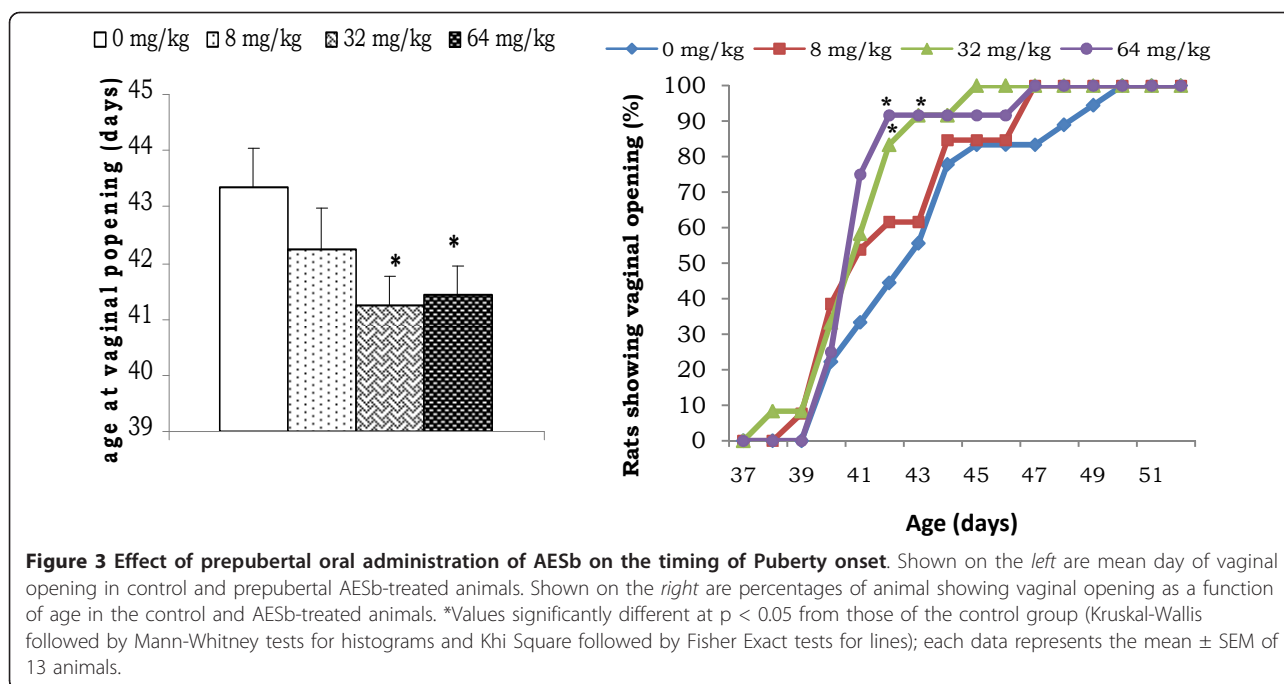 0 mg/kg 8 mg/kg 32 mg/kg 64 mg/kg
age at vaginal popening (days)
45
44
43
42
41
40
39
* *
0 mg/kg 8 mg/kg 32 mg/kg 64 mg/kg
Rats showing vaginal opening (%)
100
90
80
70
60
50
40
30
20
10
0
* *
*
37 39 41 43 45 47 49 51
Age (days)
Figure 3 Effect of prepubertal oral administration of AESb on the timing of Puberty onset. Shown on the left are mean day of vaginal
opening in control and prepubertal AESb-treated animals. Shown on the right are percentages of animal showing vaginal opening as a function
of age in the control and AESb-treated animals. *Values significantly different at p < 0.05 from those of the control group (Kruskal-Wallis
followed by Mann-Whitney tests for histograms and Khi Square followed by Fisher Exact tests for lines); each data represents the mean ± SEM of
13 animals.